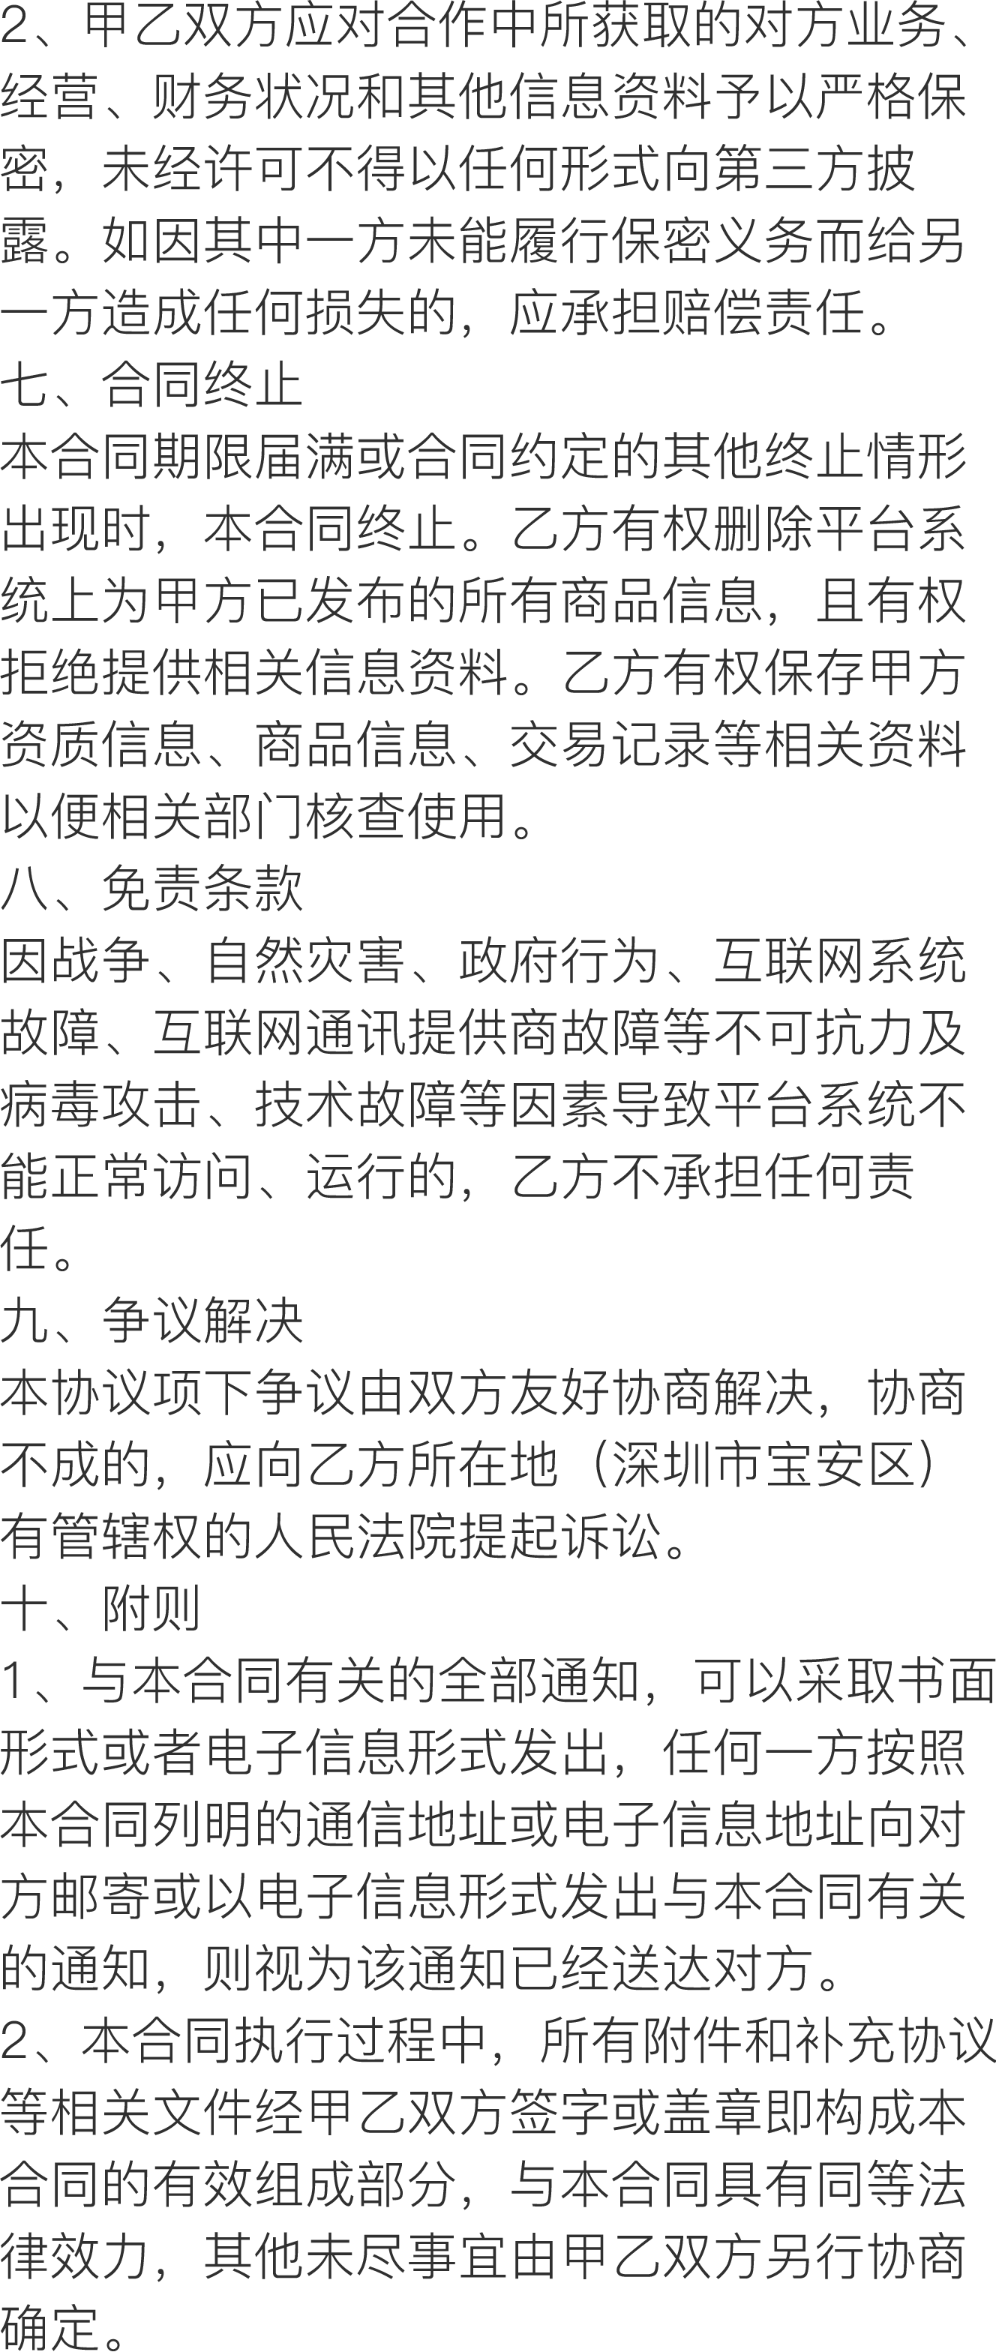 2、甲乙双方应对合作中所获取的对方业务、
经营、财务状况和其他信息资料予以严格保
密，未经许可不得以任何形式向第三方披
露。如因其中一方未能履行保密义务而给另
一方造成任何损失的，应承担赔偿责任。
七、合同终止
本合同期限届满或合同约定的其他终止情形
出现时，本合同终止。乙方有权删除平台系
统上为甲方已发布的所有商品信息，且有权
拒绝提供相关信息资料。乙方有权保存甲方
资质信息、商品信息、交易记录等相关资料
以便相关部门核查使用。
八、免责条款
因战争、自然灾害、政府行为、互联网系统
故障、互联网通讯提供商故障等不可抗力及
病毒攻击、技术故障等因素导致平台系统不
能正常访问、运行的，乙方不承担任何责
任。
九、争议解决
本协议项下争议由双方友好协商解决，协商
不成的，应向乙方所在地（深圳市宝安区）
有管辖权的人民法院提起诉讼。
十、附则
1、与本合同有关的全部通知，可以采取书面
形式或者电子信息形式发出，任何一方按照
本合同列明的通信地址或电子信息地址向对
方邮寄或以电子信息形式发出与本合同有关
的通知，则视为该通知已经送达对方。
2、本合同执行过程中，所有附件和补充协议
等相关文件经甲乙双方签字或盖章即构成本
合同的有效组成部分，与本合同具有同等法
律效力，其他未尽事宜由甲乙双方另行协商
确定。